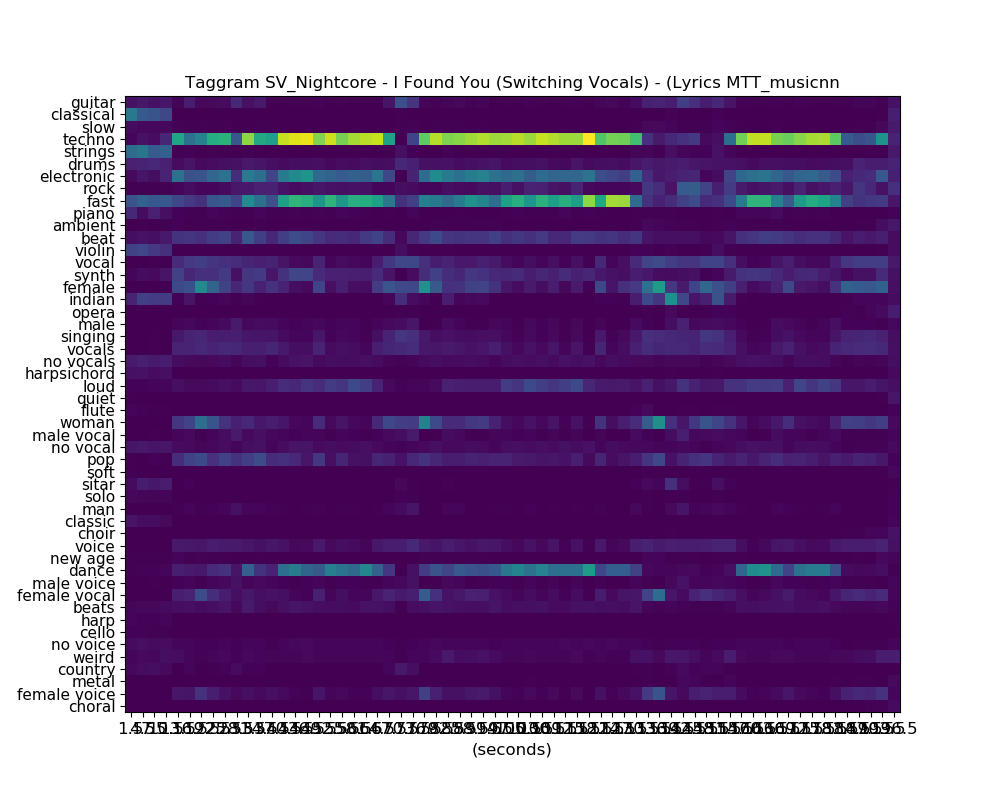 Taggram SV_Nightcore - I Found You (Switching Vocals) - (Lyrics MTT_musicnn
guitar
classical
slow
techno
strings
drums
electronic
rock
fast
piano
ambient
beat
violin
vocal
synth
female
indian
opera
male
singing
vocals
no vocals
harpsichord
loud
quiet
flute
woman
male vocal
no vocal
pop
soft
sitar
solo
man
classic
choir
voice
new age
dance
male voice
female vocal
beats
harp
cello
no voice
weird
country
metal
female voice
choral
(seconds)